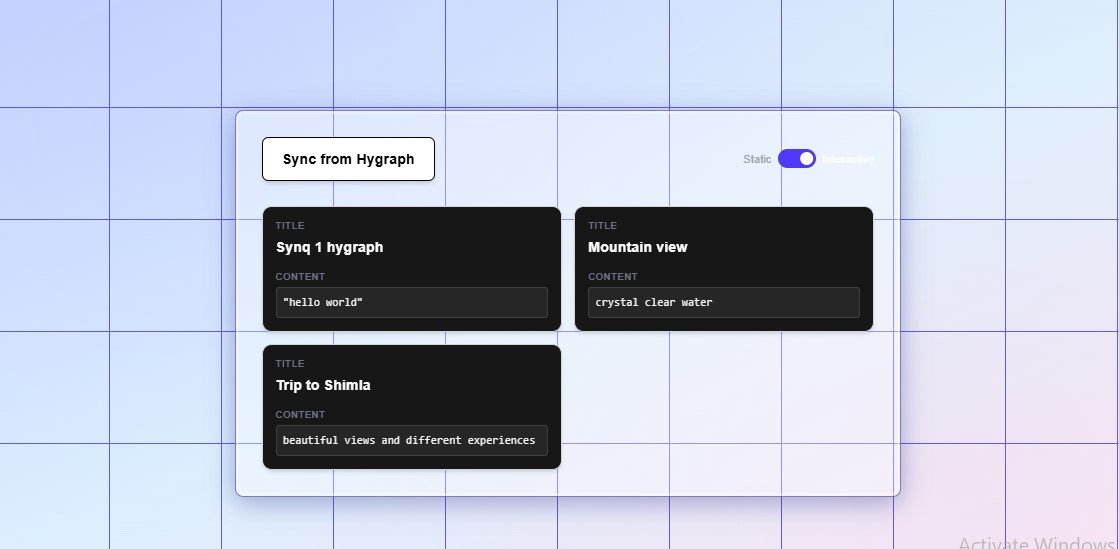 Sync from Hygraph
Static Interactive
TITLE
Synq 1 hygraph
CONTENT
"hello world"
TITLE
Mountain view
CONTENT
crystal clear water
TITLE
Trip to Shimla
CONTENT
beautiful views and different experiences
Activate Windows